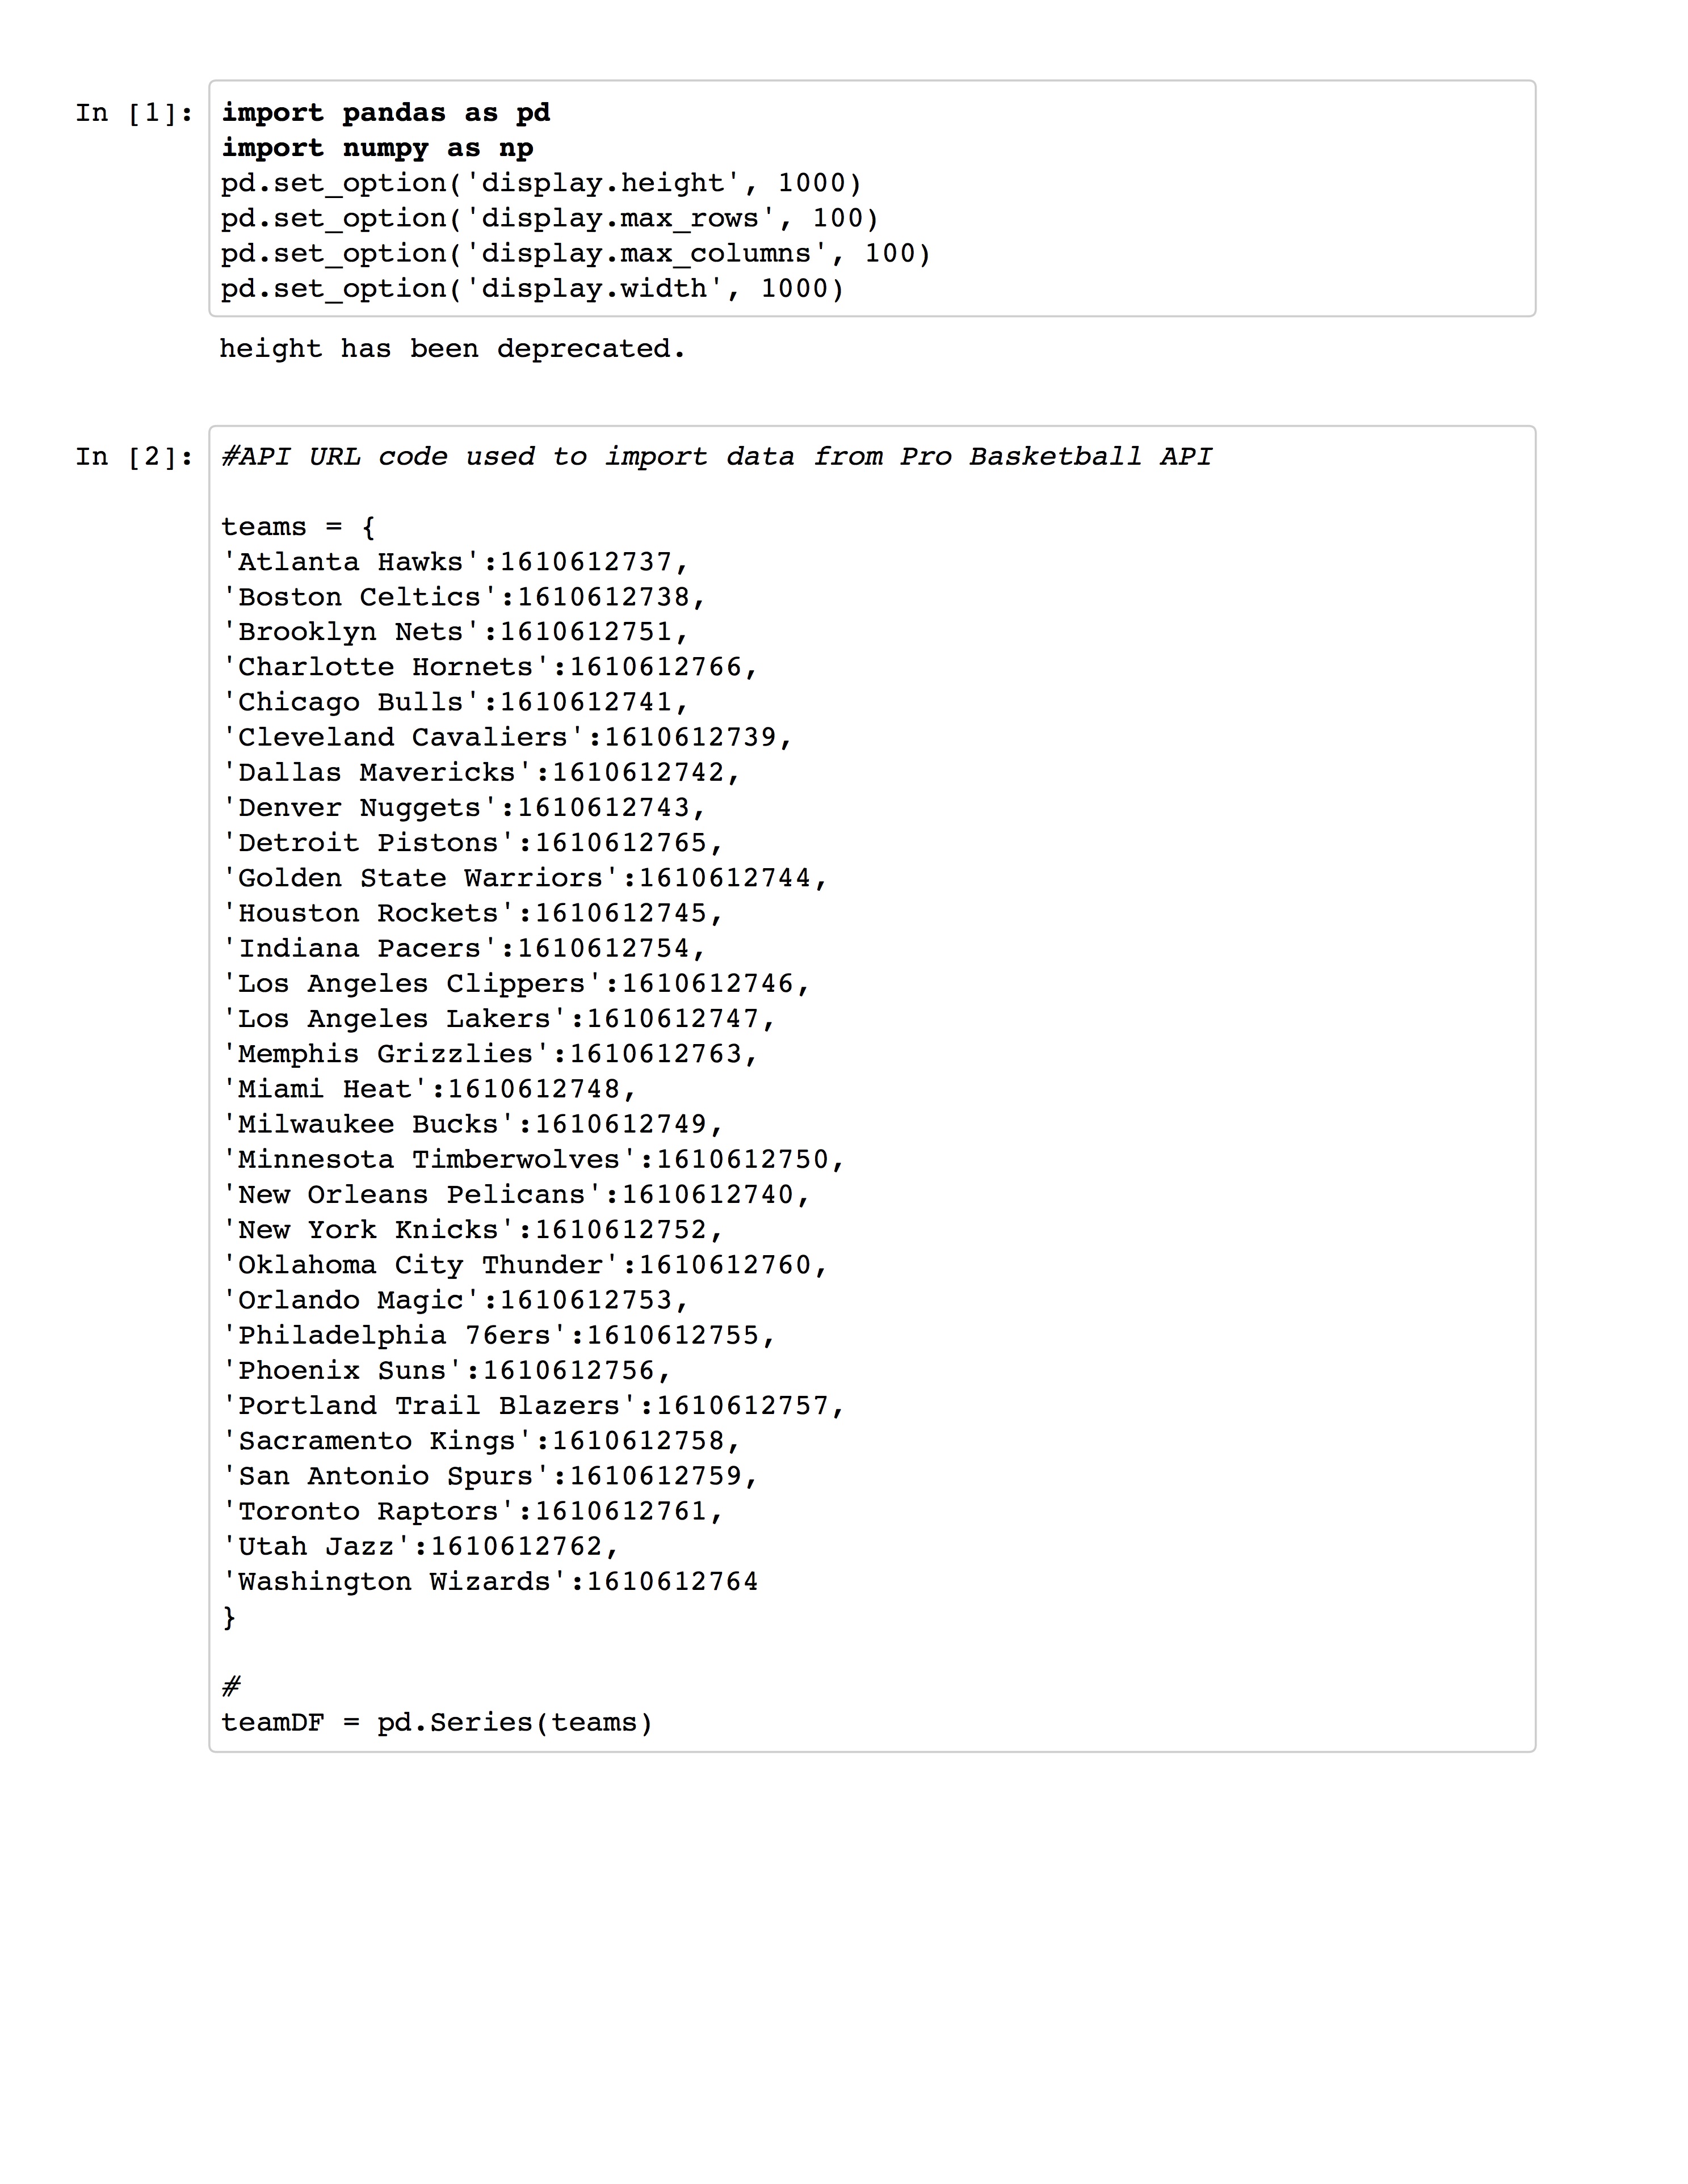 In [1]: import pandas as pd
import numpy as np
pd.set_option('display.height', 1000)
pd.set_option('display.max_rows', 100)
pd.set_option('display.max_columns', 100)
pd.set_option('display.width', 1000)
height has been deprecated.
In [2]: #API URL code used to import data from Pro Basketball API
teams = {
'Atlanta Hawks':1610612737,
'Boston Celtics':1610612738,
'Brooklyn Nets':1610612751,
'Charlotte Hornets':1610612766,
'Chicago Bulls':1610612741,
'Cleveland Cavaliers':1610612739,
'Dallas Mavericks':1610612742,
'Denver Nuggets':1610612743,
'Detroit Pistons':1610612765,
'Golden State Warriors':1610612744,
'Houston Rockets':1610612745,
'Indiana Pacers':1610612754,
'Los Angeles Clippers':1610612746,
'Los Angeles Lakers':1610612747,
'Memphis Grizzlies':1610612763,
'Miami Heat':1610612748,
'Milwaukee Bucks':1610612749,
'Minnesota Timberwolves':1610612750,
'New Orleans Pelicans':1610612740,
'New York Knicks':1610612752,
'Oklahoma City Thunder':1610612760,
'Orlando Magic':1610612753,
'Philadelphia 76ers':1610612755,
'Phoenix Suns':1610612756,
'Portland Trail Blazers':1610612757,
'Sacramento Kings':1610612758,
'San Antonio Spurs':1610612759,
'Toronto Raptors':1610612761,
'Utah Jazz':1610612762,
'Washington Wizards':1610612764
}
#
teamDF = pd.Series(teams)